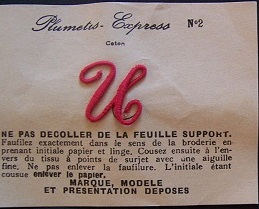 Plumetis-Express Nº2
Coton
U
NE PAS DECOLLER DE LA FEUILLE SUPPORT.
Faufilez exactement dans le sens de la broderie en
prenant initiale papier et linge, Cousez ensuite à l'en-
vers du tissu à points de surjet avec une aiguille
fine, Ne pas enlever la faufilure. L'initiale étant
cousue enlever le papier.
MARQUE, MODELE
ET PRESENTATION DEPOSES